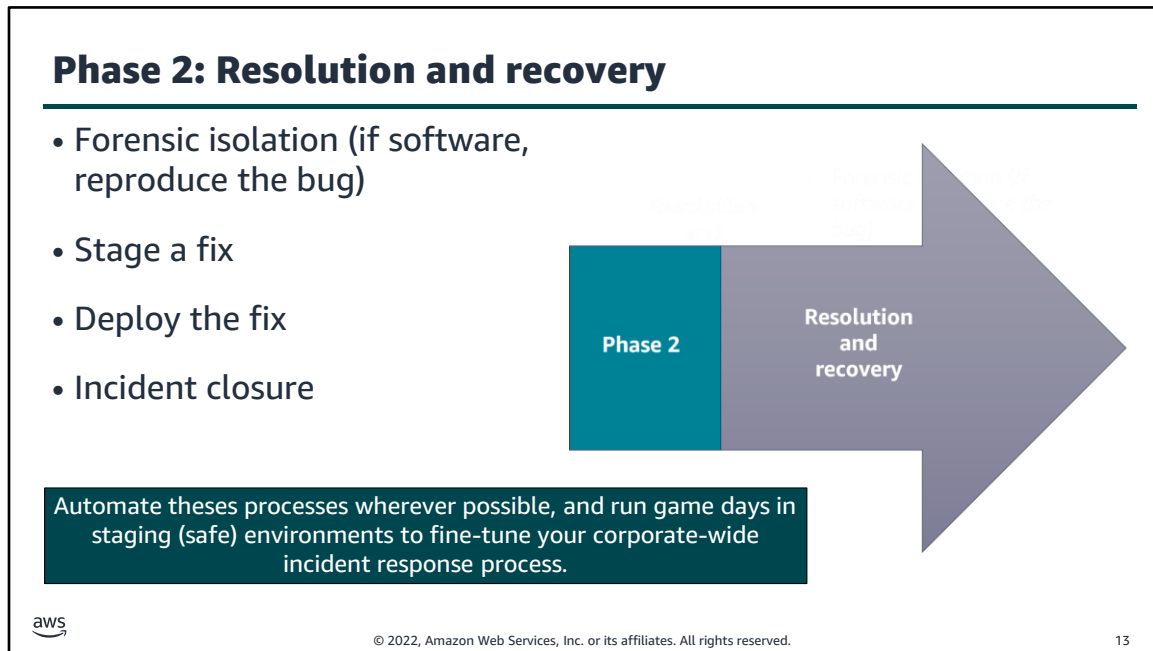 Phase 2: Resolution and recovery
• Forensic isolation (if software,
reproduce the bug)
• Stage a fix
• Deploy the fix
• Incident closure
Phase 2
Resolution
and
recovery
Automate theses processes wherever possible, and run game days in
staging (safe) environments to fine-tune your corporate-wide
incident response process.
aws
© 2022, Amazon Web Services, Inc. or its affiliates. All rights reserved.
13